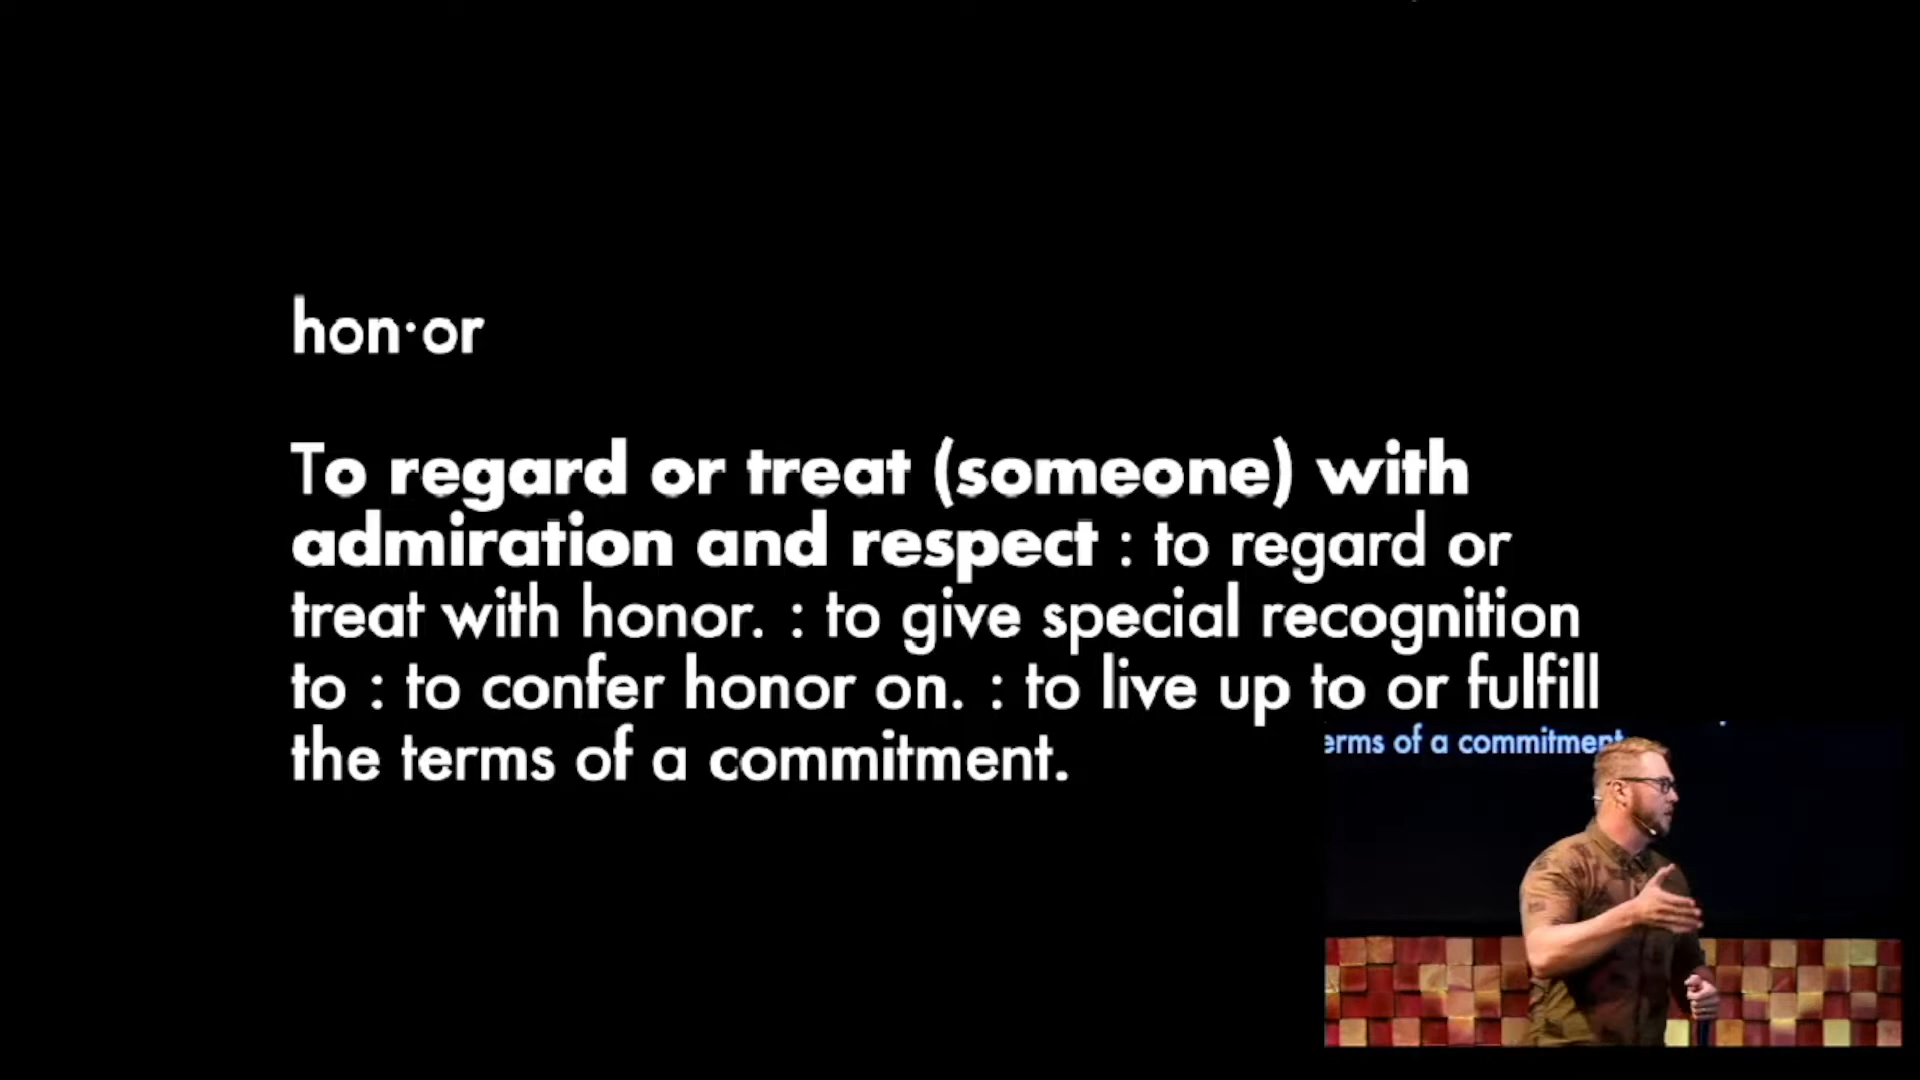 hon·or
To regard or treat (someone) with
admiration and respect : to regard or
treat with honor. : to give special recognition
to : to confer honor on. : to live up to or fulfill
the terms of a commitment.
erms of a commitment